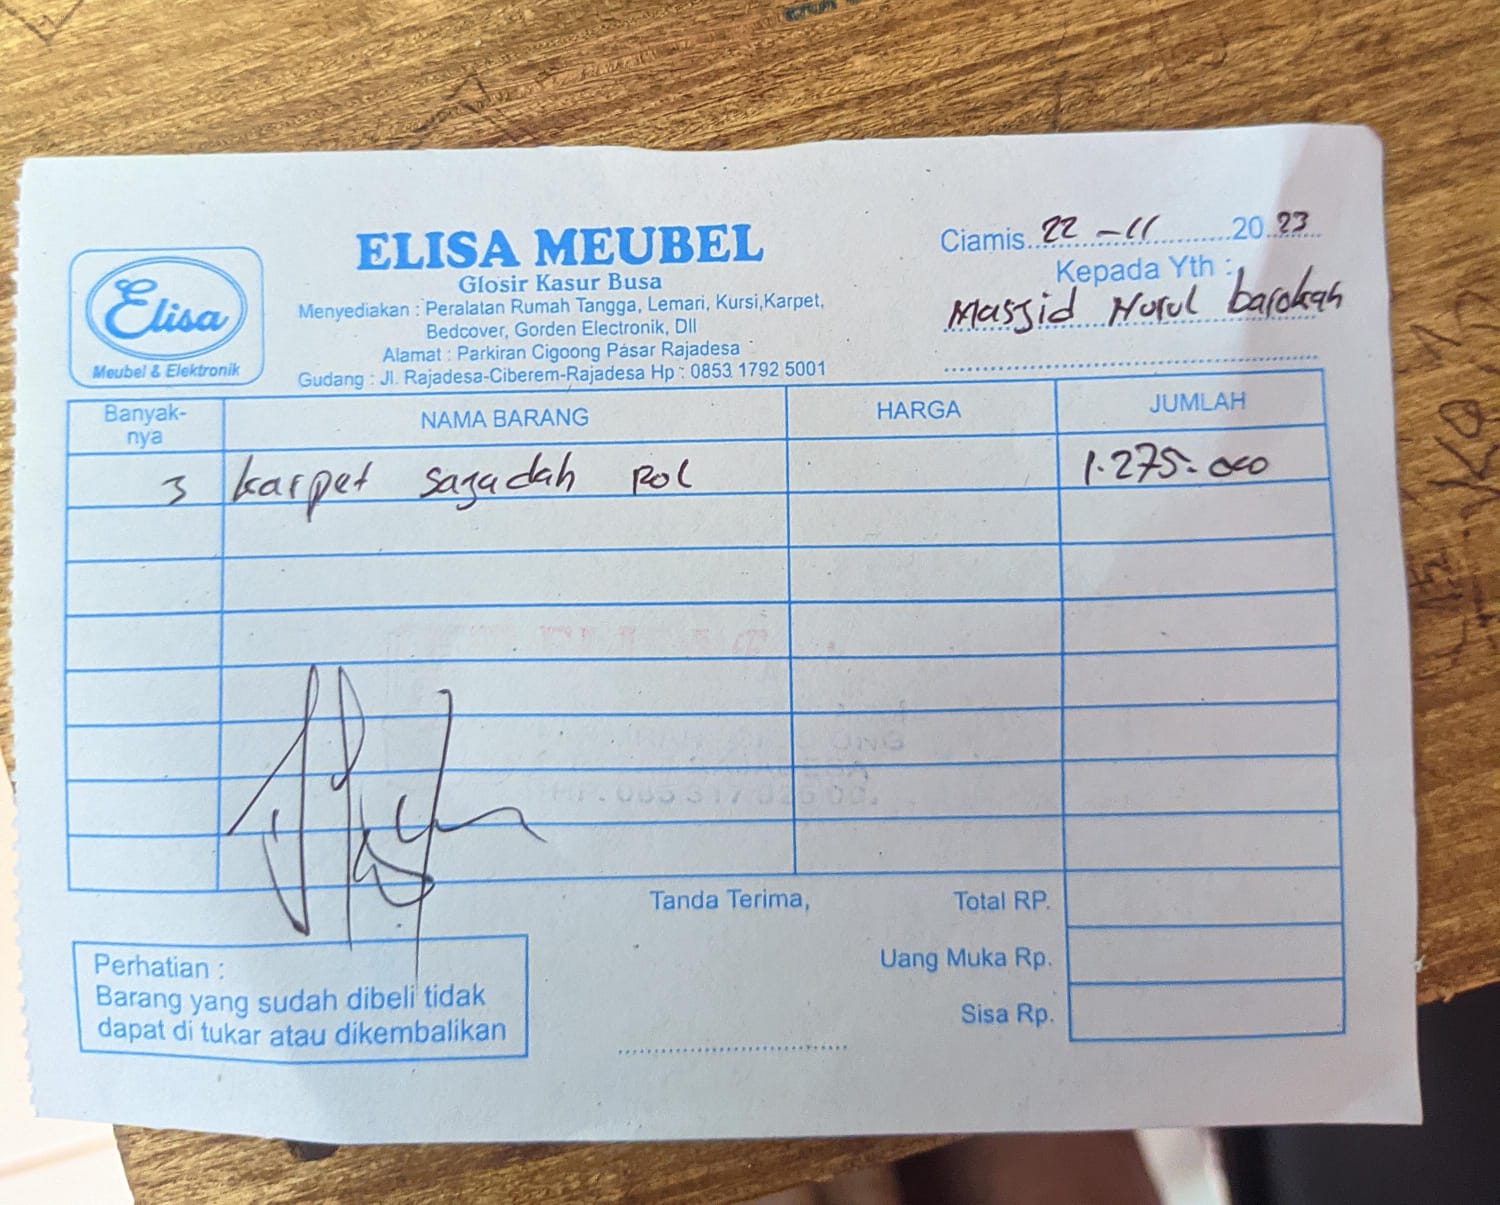 Elisa
Meubel & Elektronik
ELISA MEUBEL
Glosir Kasur Busa
Menyediakan : Peralatan Rumah Tangga, Lemari, Kursi,Karpet,
Bedcover, Gorden Electronik, Dll
Alamat : Parkiran Cigoong Pasar Rajadesa
Gudang : Jl. Rajadesa-Ciberem-Rajadesa Hp : 0853 1792 5001
Ciamis 22 - 11 2023
Kepada Yth :
Masjid Nurul barokah
Banyak-
nya
NAMA BARANG
HARGA
JUMLAH
3 karpet sazadah Rol 1.275.000
Tanda Terima,
Total RP.
Uang Muka Rp.
Sisa Rp.
Perhatian :
Barang yang sudah dibeli tidak
dapat di tukar atau dikembalikan